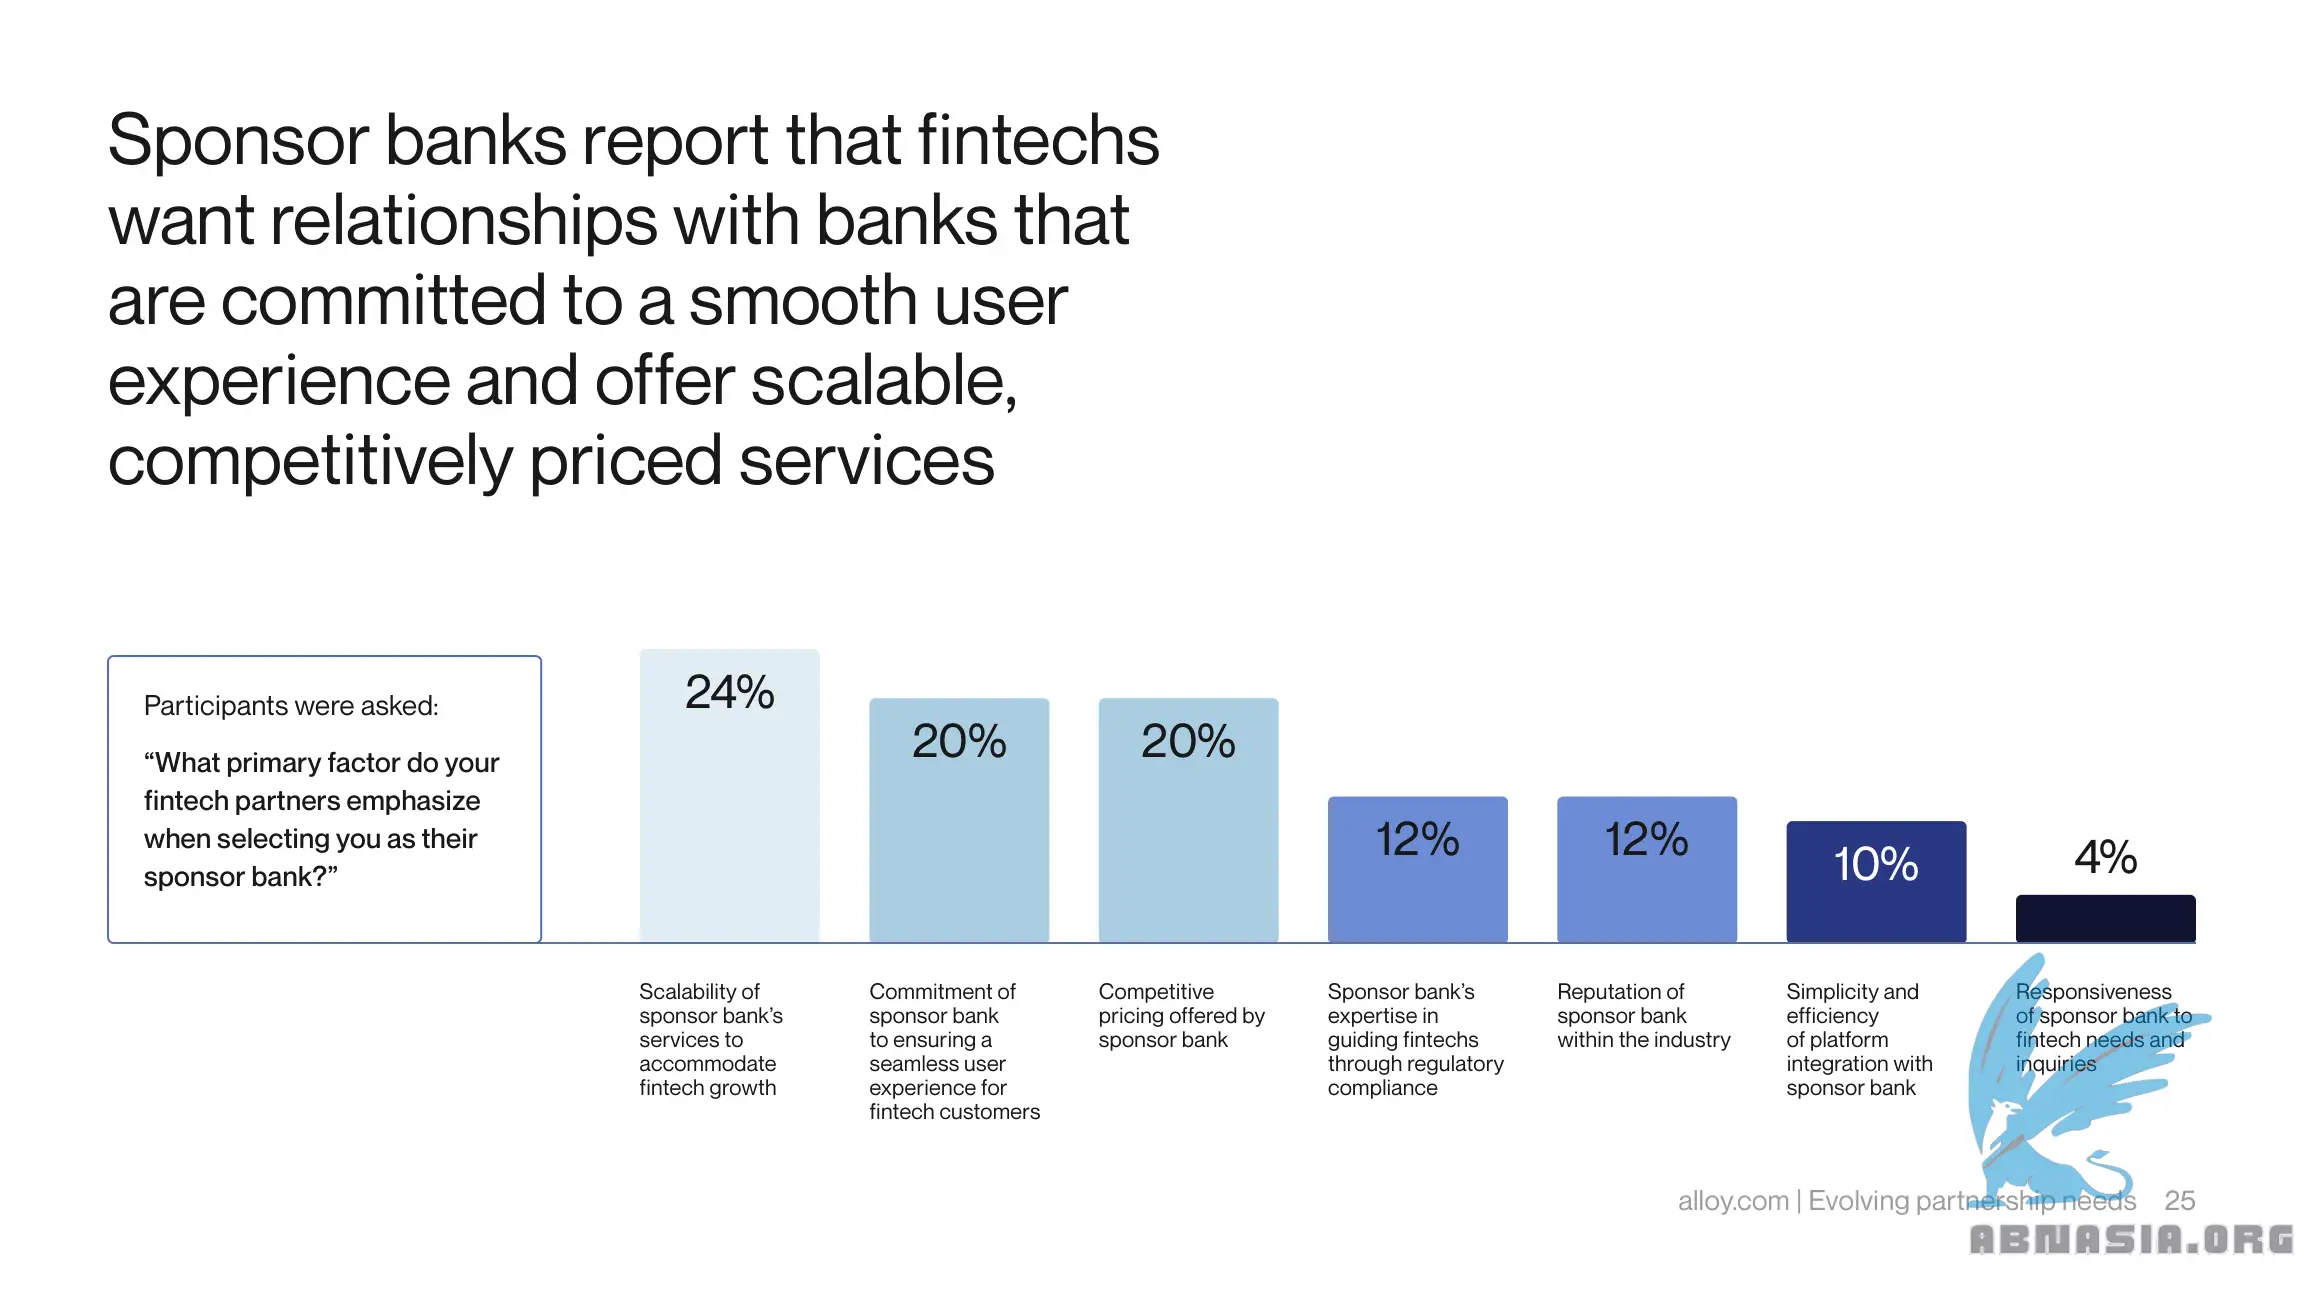 Sponsor banks report that fintechs
want relationships with banks that
are committed to a smooth user
experience and offer scalable,
competitively priced services
Participants were asked:
“What primary factor do your
fintech partners emphasize
when selecting you as their
sponsor bank?”
24%
20%
20%
12%
12%
10%
4%
Scalability of
sponsor bank’s
services to
accommodate
fintech growth
Commitment of
sponsor bank
to ensuring a
seamless user
experience for
fintech customers
Competitive
pricing offered by
sponsor bank
Sponsor bank’s
expertise in
guiding fintechs
through regulatory
compliance
Reputation of
sponsor bank
within the industry
Simplicity and
efficiency
of platform
integration with
sponsor bank
Responsiveness
of sponsor bank to
fintech needs and
inquiries
alloy.com | Evolving partnership needs 25
ABNASIA.ORG